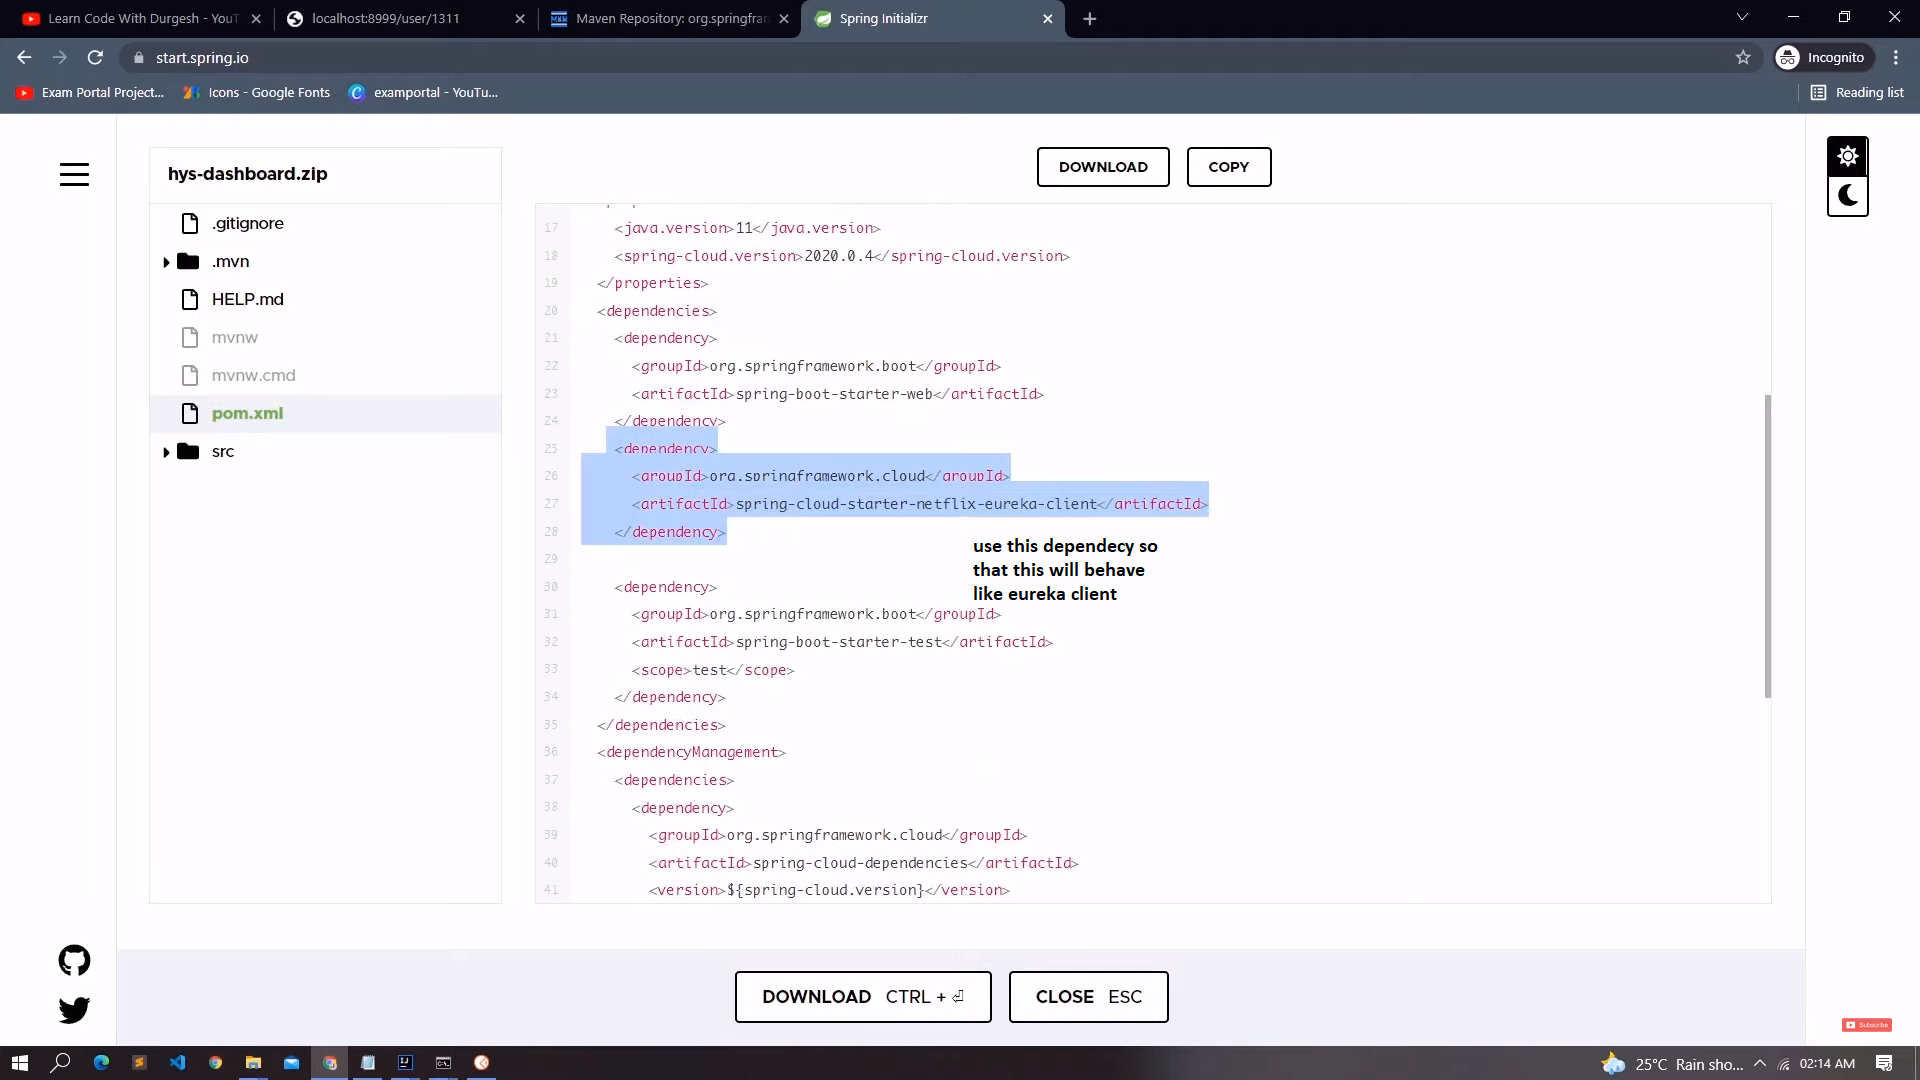 Learn Code With Durgesh - YouT
localhost:8999/user/1311
Maven Repository: org.springfran
Spring Initializr
start.spring.io
Incognito
Exam Portal Project...
Icons - Google Fonts
examportal - YouTu...
Reading list
hys-dashboard.zip
DOWNLOAD
COPY
.gitignore
.mvn
HELP.md
mvnw
mvnw.cmd
pom.xml
src
17 <java.version>11</java.version>
18 <spring-cloud.version>2020.0.4</spring-cloud.version>
19 </properties>
20 <dependencies>
21 <dependency>
22 <groupId>org.springframework.boot</groupId>
23 <artifactId>spring-boot-starter-web</artifactId>
24 </dependency>
25 <dependency>
26 <groupId>org.springframework.cloud</groupId>
27 <artifactId>spring-cloud-starter-netflix-eureka-client</artifactId>
28 </dependency>
29
use this dependecy so
that this will behave
like eureka client
30 <dependency>
31 <groupId>org.springframework.boot</groupId>
32 <artifactId>spring-boot-starter-test</artifactId>
33 <scope>test</scope>
34 </dependency>
35 </dependencies>
36 <dependencyManagement>
37 <dependencies>
38 <dependency>
39 <groupId>org.springframework.cloud</groupId>
40 <artifactId>spring-cloud-dependencies</artifactId>
41 <version>${spring-cloud.version}</version>
DOWNLOAD CTRL + ⏎
CLOSE ESC
Subscribe
25°C Rain sho...
02:14 AM